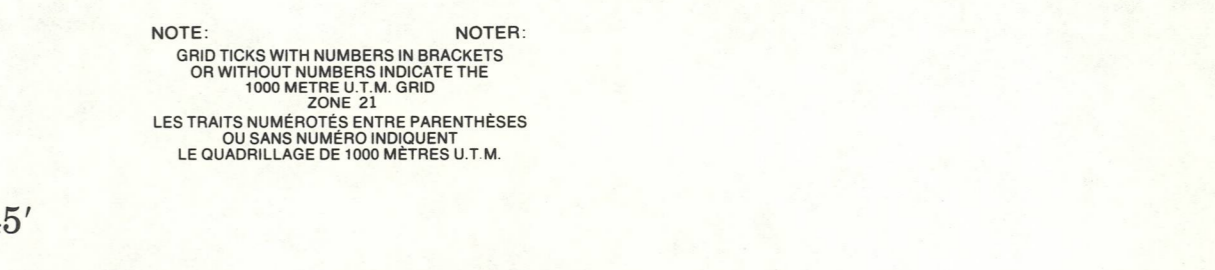 NOTE: NOTER:
GRID TICKS WITH NUMBERS IN BRACKETS
OR WITHOUT NUMBERS INDICATE THE
1000 METRE U.T.M. GRID
ZONE 21
LES TRAITS NUMÉROTÉS ENTRE PARENTHÈSES
OU SANS NUMÉRO INDIQUENT
LE QUADRILLAGE DE 1000 MÈTRES U.T.M.
5′